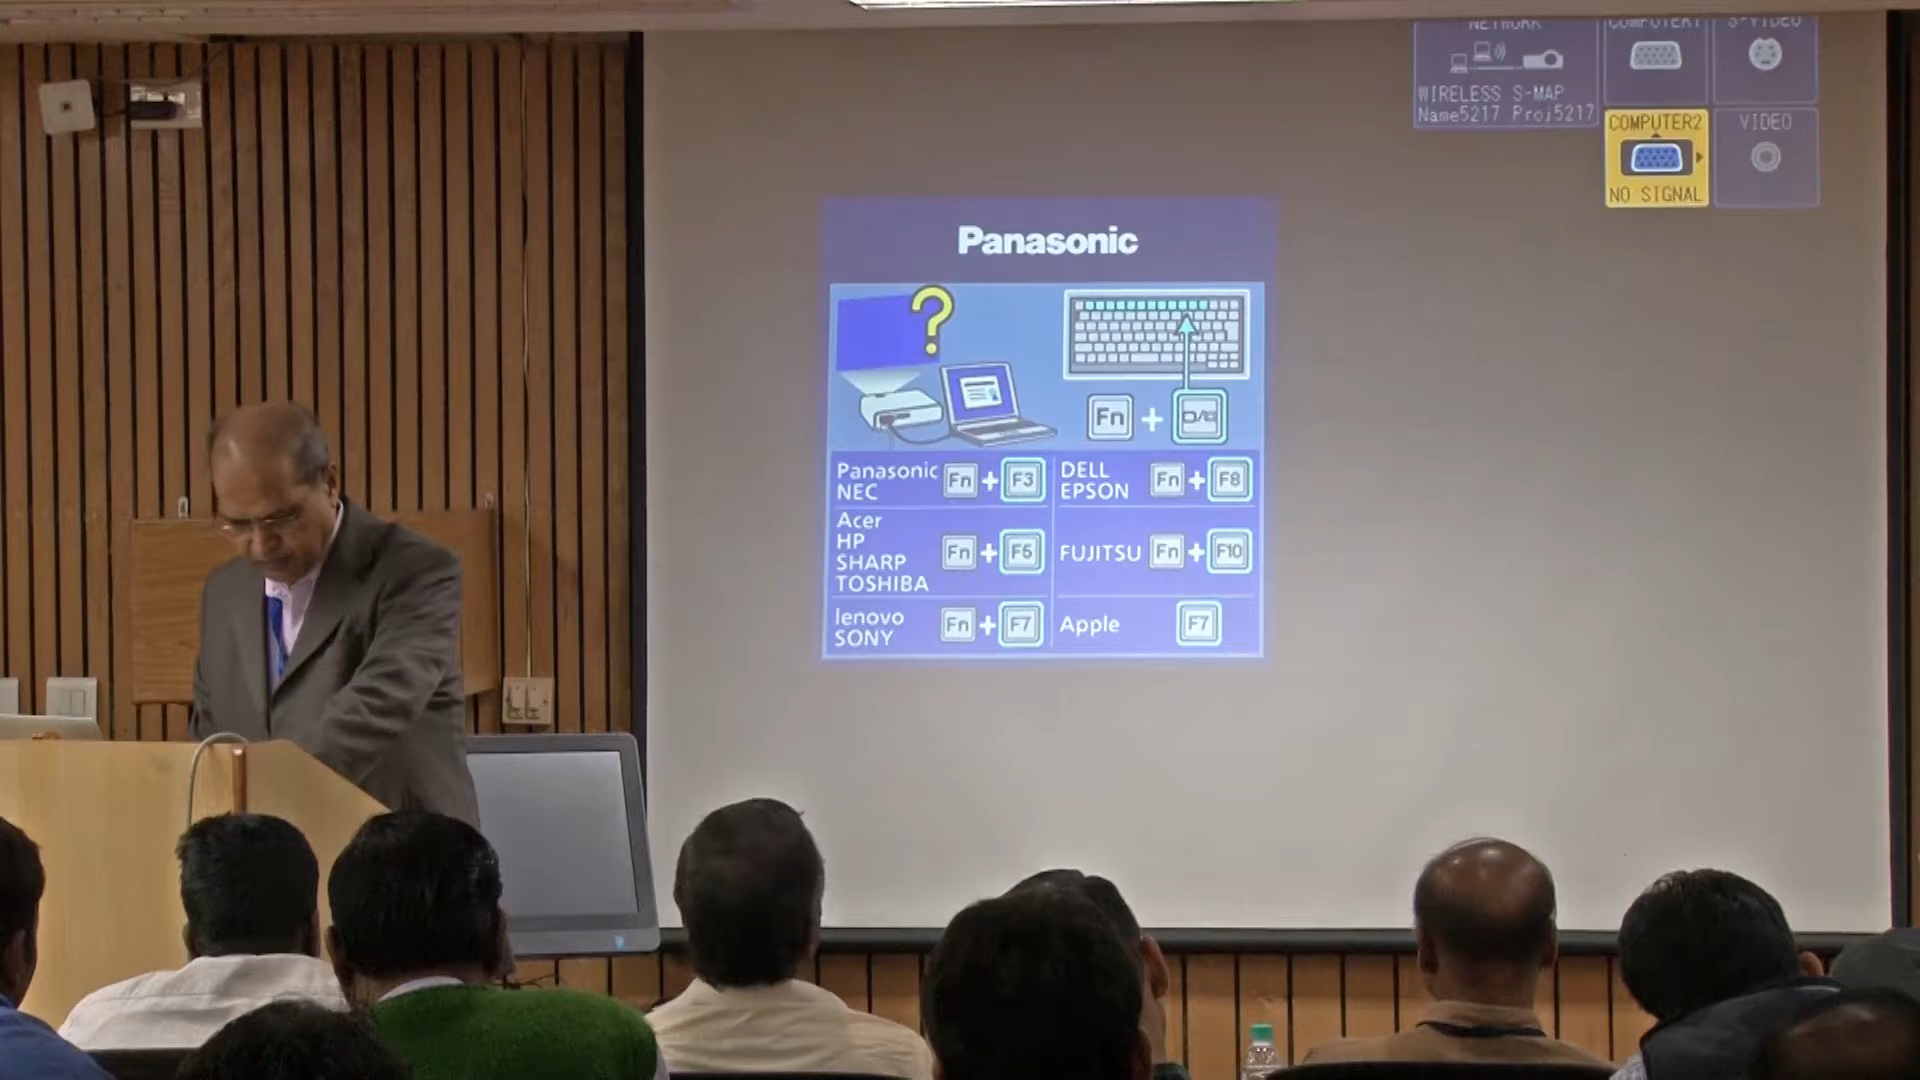 NETWORK
COMPUTER1
S-VIDEO
WIRELESS S-MAP
Name5217 Proj5217
COMPUTER2
NO SIGNAL
VIDEO
Panasonic
?
Fn +
Panasonic
NEC
Fn + F3
DELL
EPSON
Fn + F8
Acer
HP
SHARP
TOSHIBA
Fn + F5
FUJITSU
Fn + F10
lenovo
SONY
Fn + F7
Apple
F7